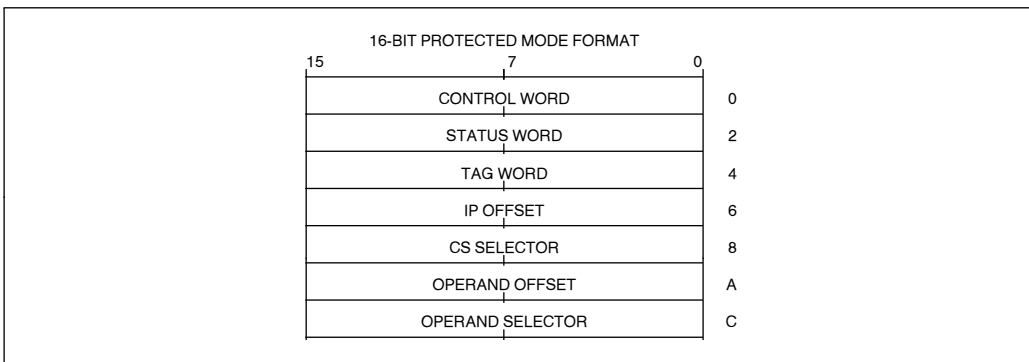 16-BIT PROTECTED MODE FORMAT
15 7 0
CONTROL WORD 0
STATUS WORD 2
TAG WORD 4
IP OFFSET 6
CS SELECTOR 8
OPERAND OFFSET A
OPERAND SELECTOR C